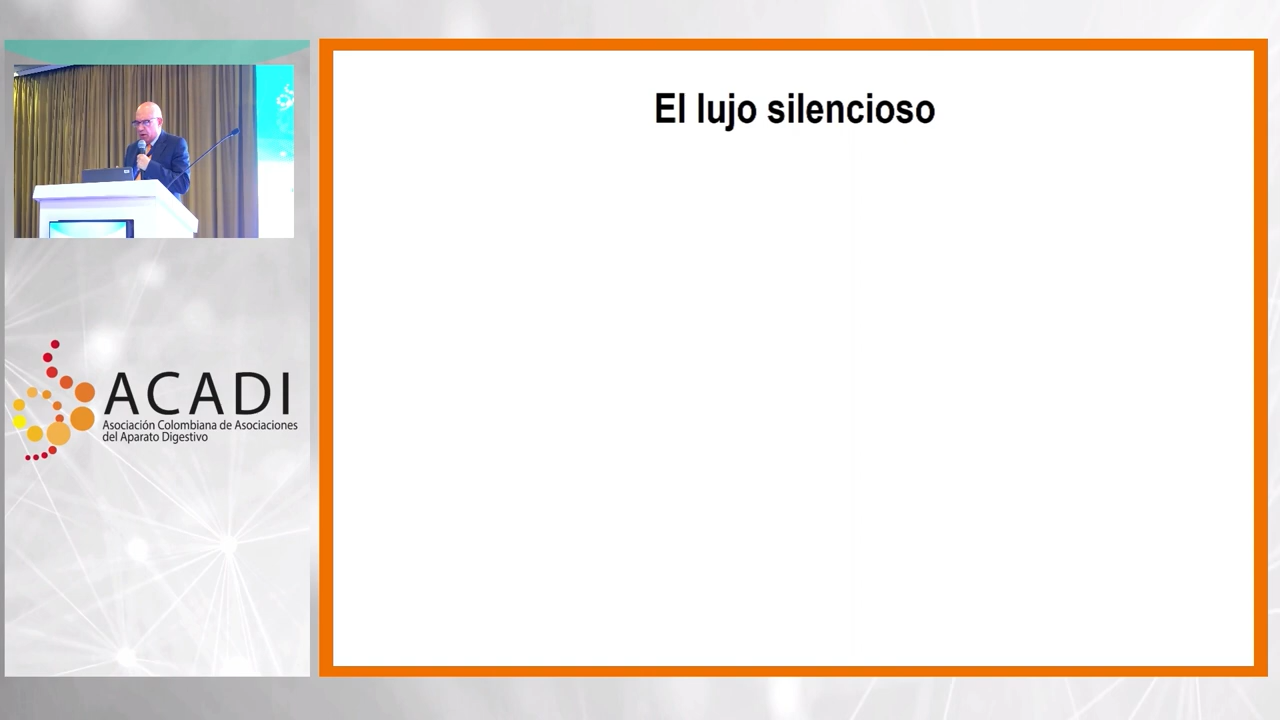 El lujo silencioso
ACADI
Asociación Colombiana de Asociaciones
del Aparato Digestivo